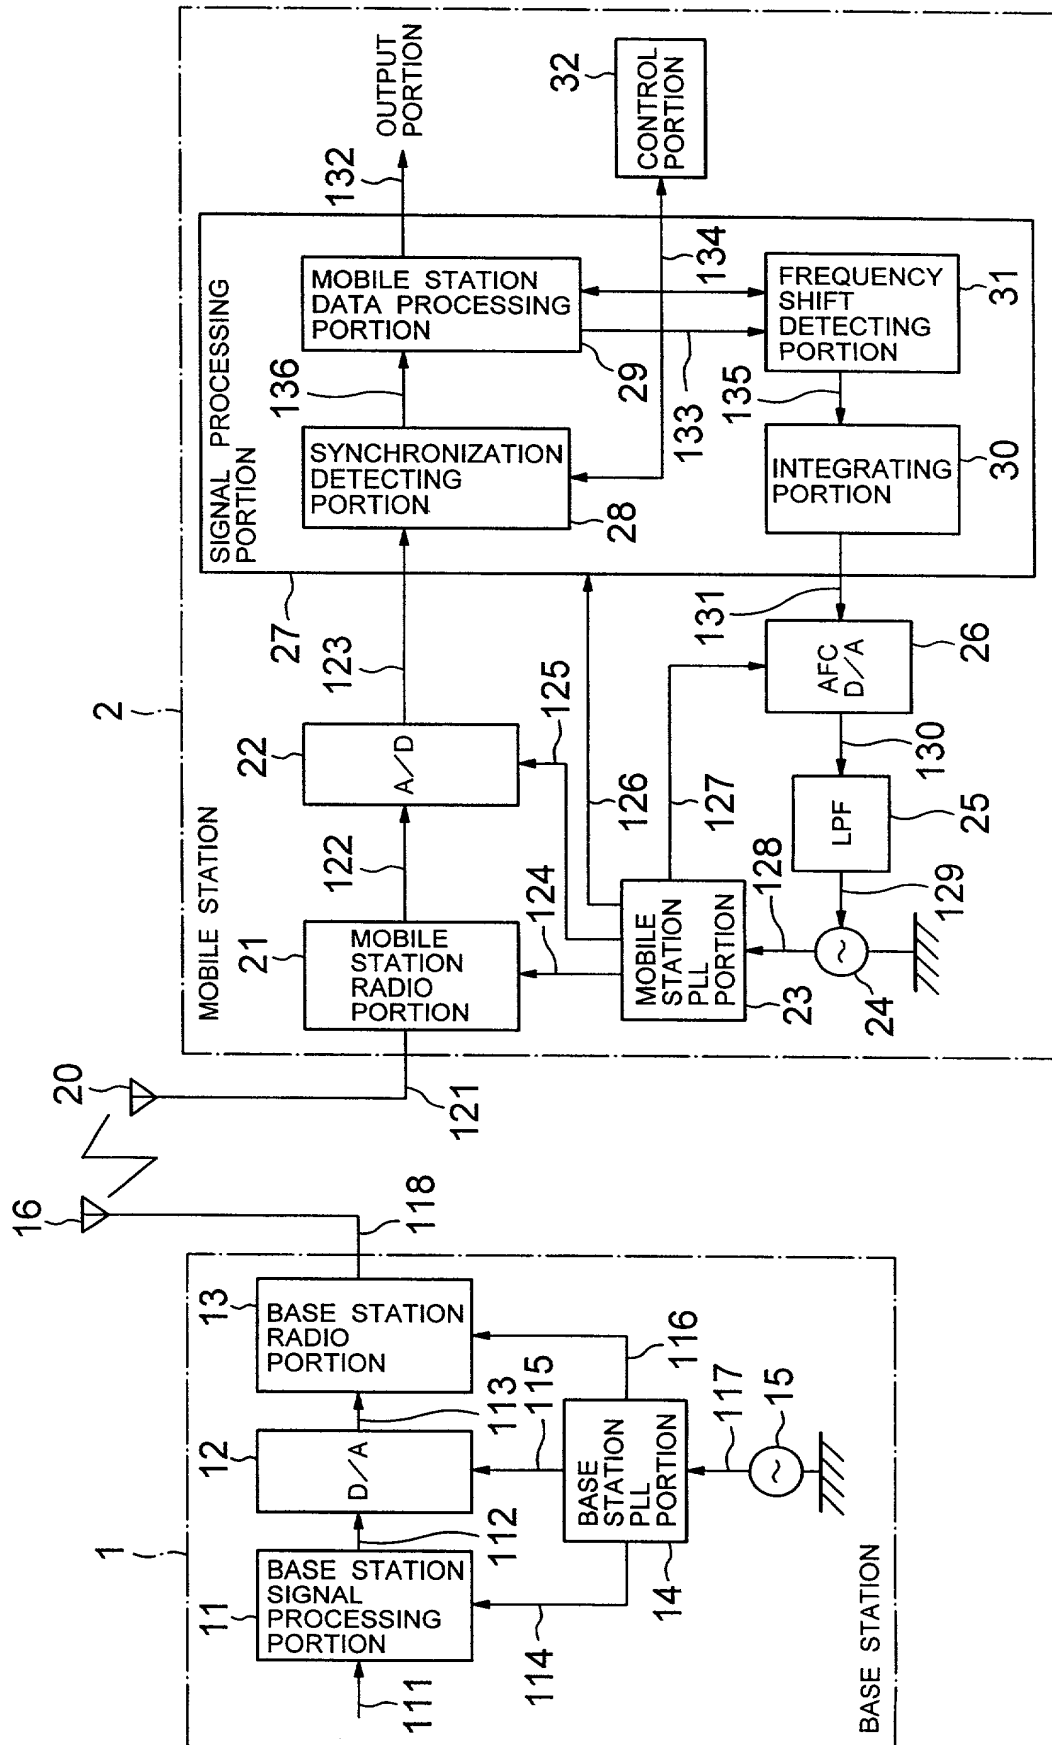 1
BASE STATION
11
BASE STATION
SIGNAL
PROCESSING
PORTION
111
112
12
D/A
113
13
BASE STATION
RADIO
PORTION
118
16
114
115
116
BASE
STATION
PLL
PORTION
14
117
15
2
MOBILE STATION
20
121
21
MOBILE
STATION
RADIO
PORTION
122
22
A/D
123
124
125
126
127
MOBILE
STATION
PLL
PORTION
23
128
24
129
LPF
25
130
AFC
D/A
26
131
27
SIGNAL PROCESSING
PORTION
SYNCHRONIZATION
DETECTING
PORTION
28
136
MOBILE STATION
DATA PROCESSING
PORTION
29
132
OUTPUT
PORTION
133
134
INTEGRATING
PORTION
30
135
FREQUENCY
SHIFT
DETECTING
PORTION
31
CONTROL
PORTION
32